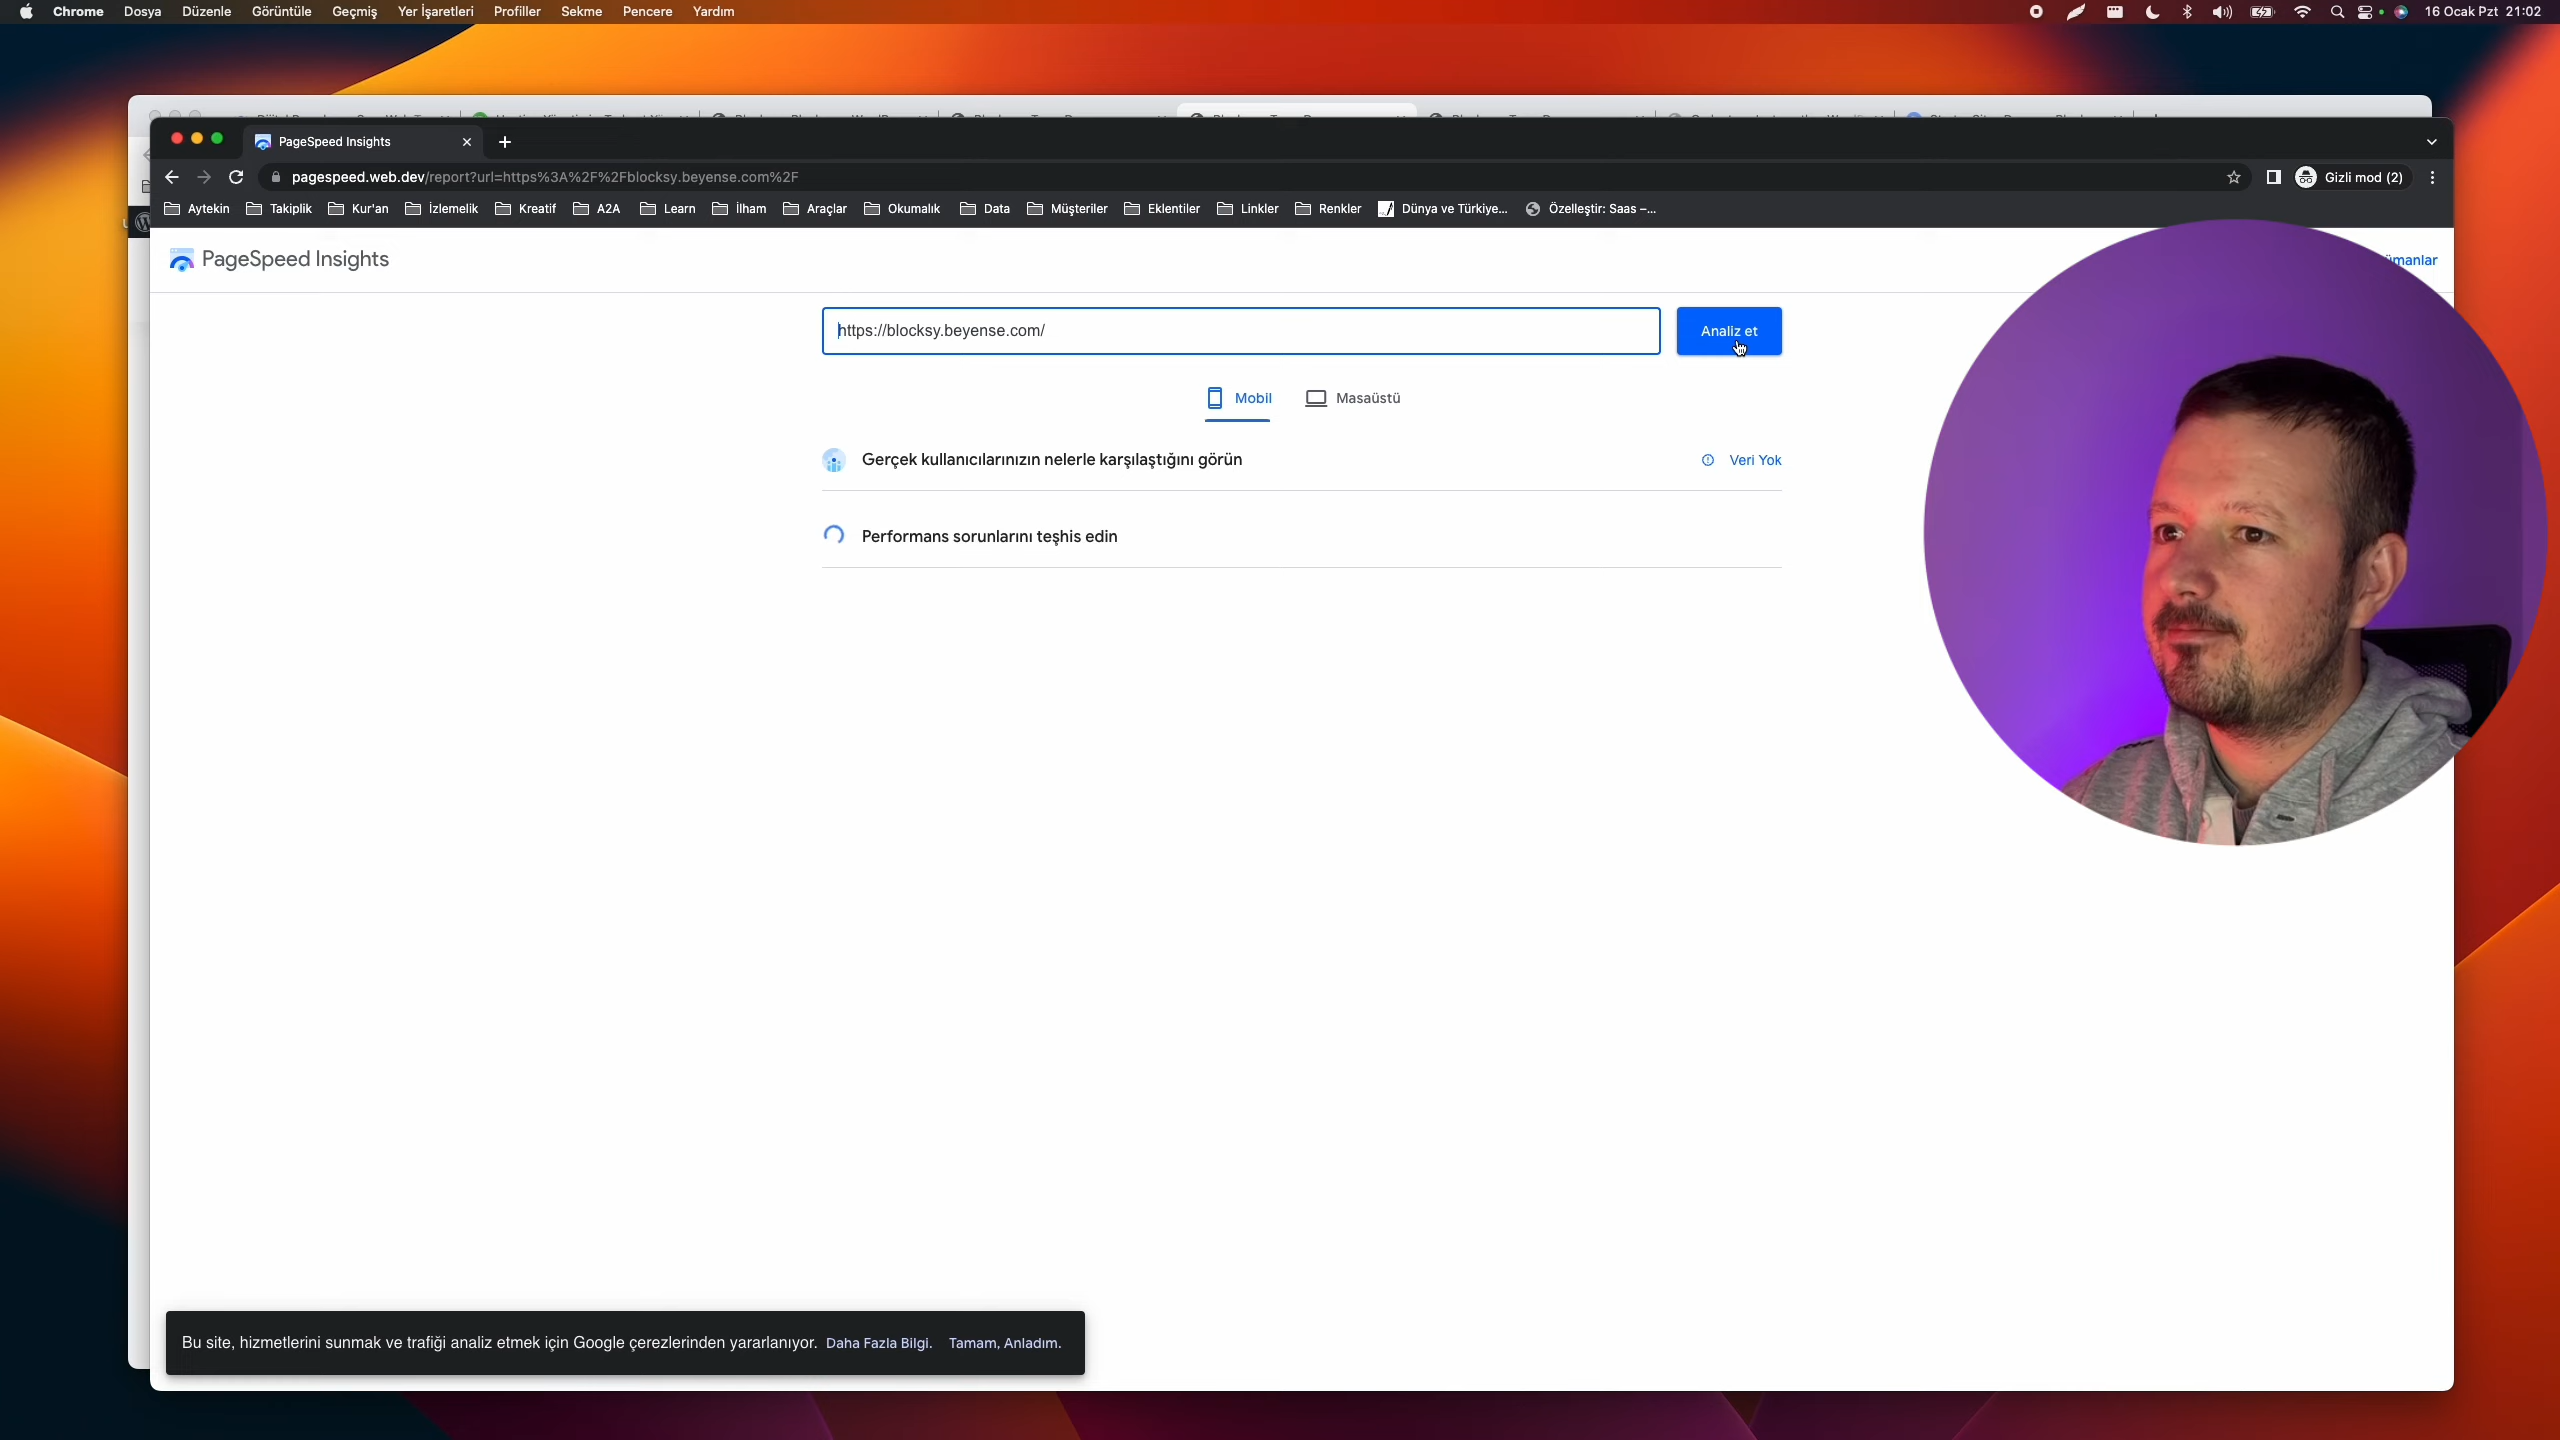 Chrome Dosya Düzenle Görüntüle Geçmiş Yer İşaretleri Profiller Sekme Pencere Yardım 16 Ocak Pzt 21:02
PageSpeed Insights
pagespeed.web.dev/report?url=https%3A%2F%2Fblocksy.beyense.com%2F Gizli mod (2)
Aytekin Takiplik Kur'an İzlemelik Kreatif A2A Learn İlham Araçlar Okumalık Data Müşteriler Eklentiler Linkler Renkler Dünya ve Türkiye... Özelleştir: Saas –...
PageSpeed Insights
https://blocksy.beyense.com/ Analiz et
Mobil Masaüstü
Gerçek kullanıcılarınızın nelerle karşılaştığını görün Veri Yok
Performans sorunlarını teşhis edin
Bu site, hizmetlerini sunmak ve trafiği analiz etmek için Google çerezlerinden yararlanıyor. Daha Fazla Bilgi. Tamam, Anladım.